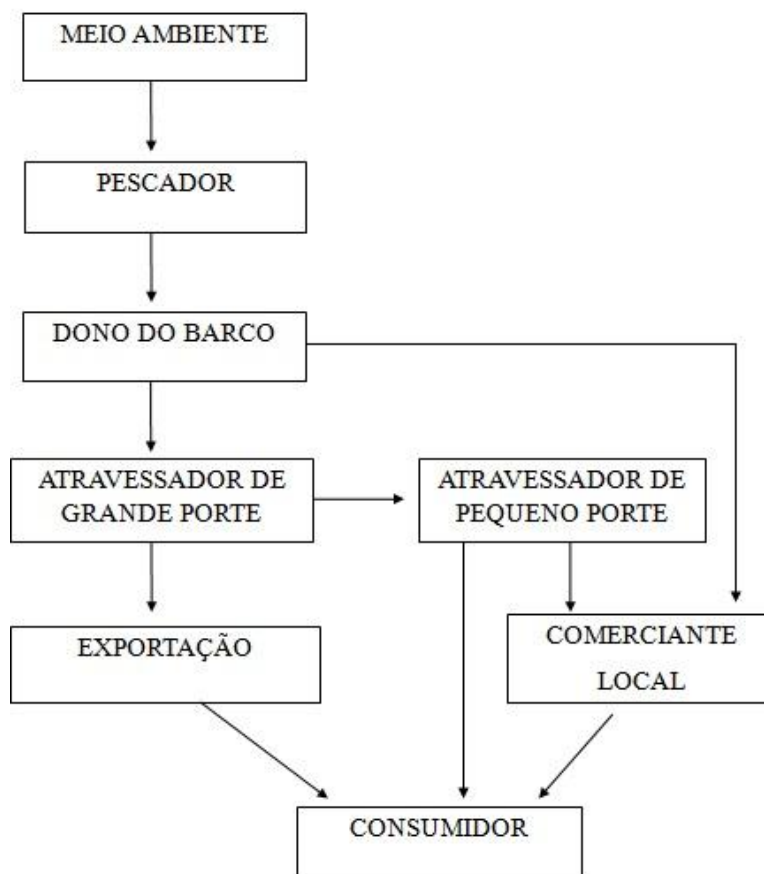 MEIO AMBIENTE
PESCADOR
DONO DO BARCO
ATRAVESSADOR DE
GRANDE PORTE
ATRAVESSADOR DE
PEQUENO PORTE
EXPORTAÇÃO
COMERCIANTE
LOCAL
CONSUMIDOR